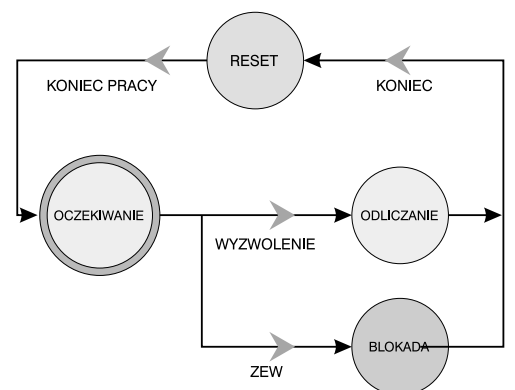 RESET
KONIEC PRACY
KONIEC
OCZEKIWANIE
ODLICZANIE
WYZWOLENIE
BLOKADA
ZEW